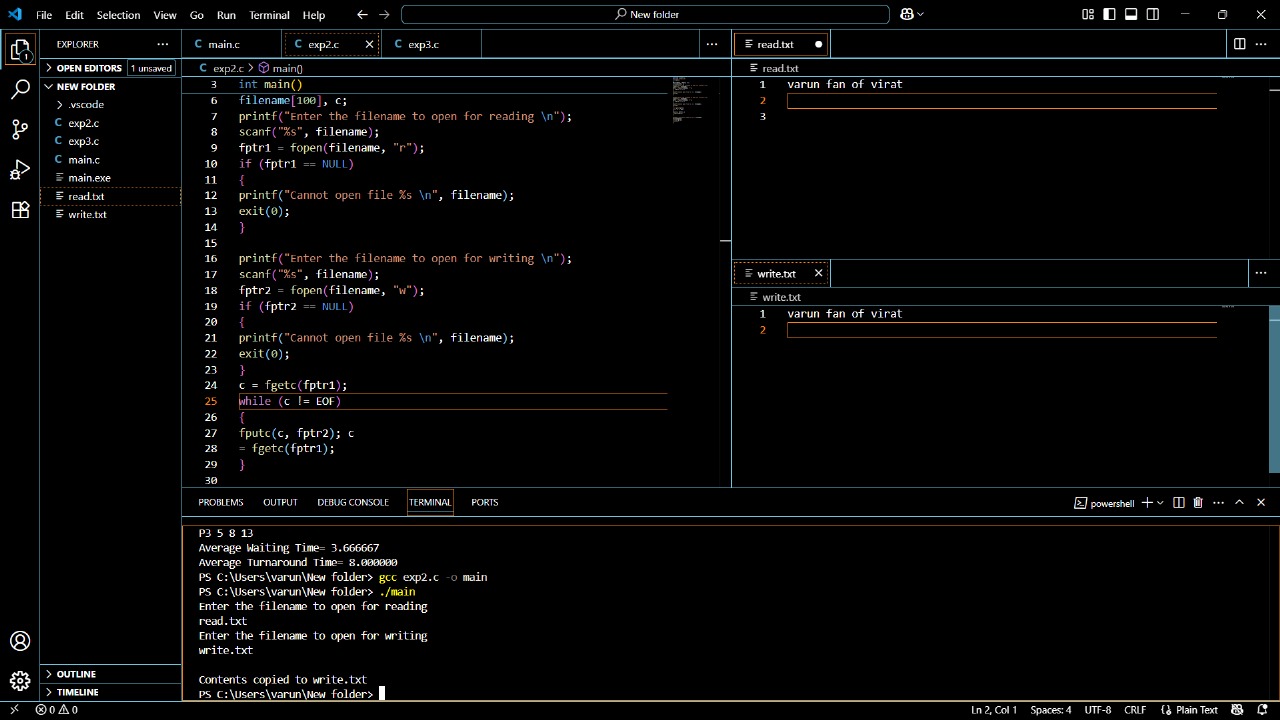 File Edit Selection View Go Run Terminal Help New folder
EXPLORER
OPEN EDITORS 1 unsaved
NEW FOLDER
.vscode
exp2.c
exp3.c
main.c
main.exe
read.txt
write.txt
OUTLINE
TIMELINE
main.c exp2.c exp3.c
exp2.c > main()
3 int main()
6 filename[100], c;
7 printf("Enter the filename to open for reading \n");
8 scanf("%s", filename);
9 fptr1 = fopen(filename, "r");
10 if (fptr1 == NULL)
11 {
12 printf("Cannot open file %s \n", filename);
13 exit(0);
14 }
15
16 printf("Enter the filename to open for writing \n");
17 scanf("%s", filename);
18 fptr2 = fopen(filename, "w");
19 if (fptr2 == NULL)
20 {
21 printf("Cannot open file %s \n", filename);
22 exit(0);
23 }
24 c = fgetc(fptr1);
25 while (c != EOF)
26 {
27 fputc(c, fptr2); c
28 = fgetc(fptr1);
29 }
30
read.txt
read.txt
1 varun fan of virat
2
3
write.txt
write.txt
1 varun fan of virat
2
PROBLEMS OUTPUT DEBUG CONSOLE TERMINAL PORTS powershell
P3 5 8 13
Average Waiting Time= 3.666667
Average Turnaround Time= 8.000000
PS C:\Users\varun\New folder> gcc exp2.c -o main
PS C:\Users\varun\New folder> ./main
Enter the filename to open for reading
read.txt
Enter the filename to open for writing
write.txt
Contents copied to write.txt
PS C:\Users\varun\New folder>
0 0 Ln 2, Col 1 Spaces: 4 UTF-8 CRLF {} Plain Text